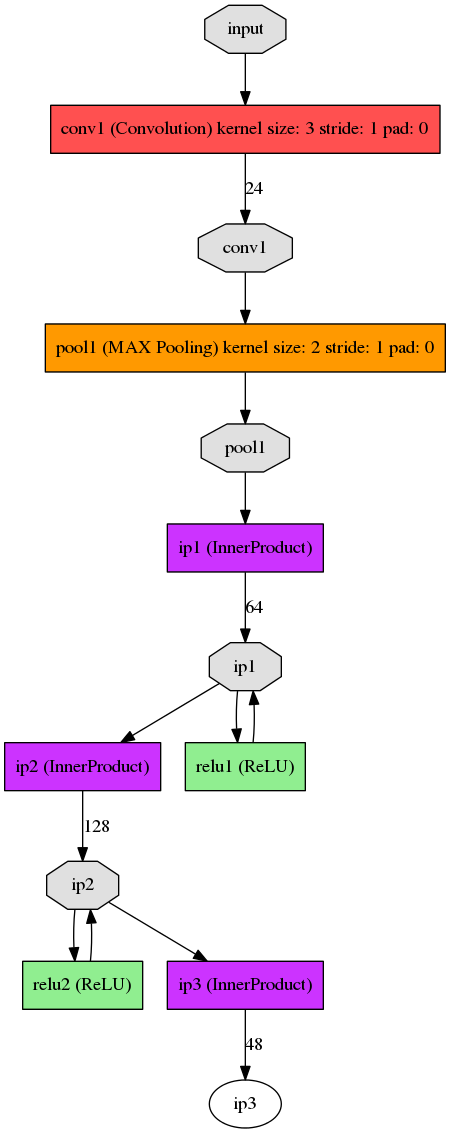 input
conv1 (Convolution) kernel size: 3 stride: 1 pad: 0
24
conv1
pool1 (MAX Pooling) kernel size: 2 stride: 1 pad: 0
pool1
ip1 (InnerProduct)
64
ip1
ip2 (InnerProduct)
relu1 (ReLU)
128
ip2
relu2 (ReLU)
ip3 (InnerProduct)
48
ip3